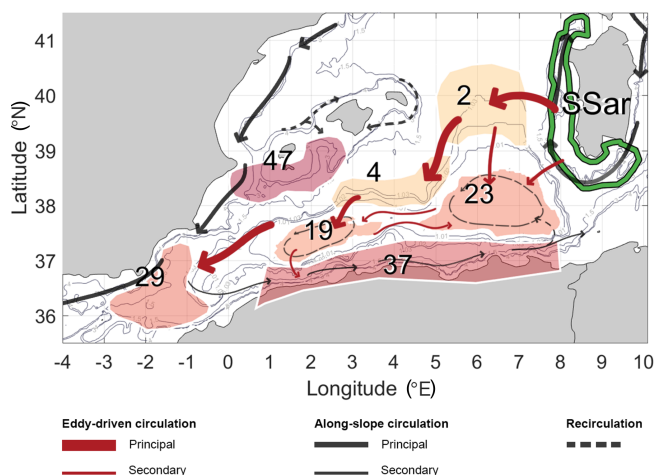 41
40
39
38
37
36
Latitude (°N)
2
SSar
47
4
23
19
29
37
-4 -3 -2 -1 0 1 2 3 4 5 6 7 8 9 10
Longitude (°E)
Eddy-driven circulation Along-slope circulation Recirculation
Principal Principal
Secondary Secondary